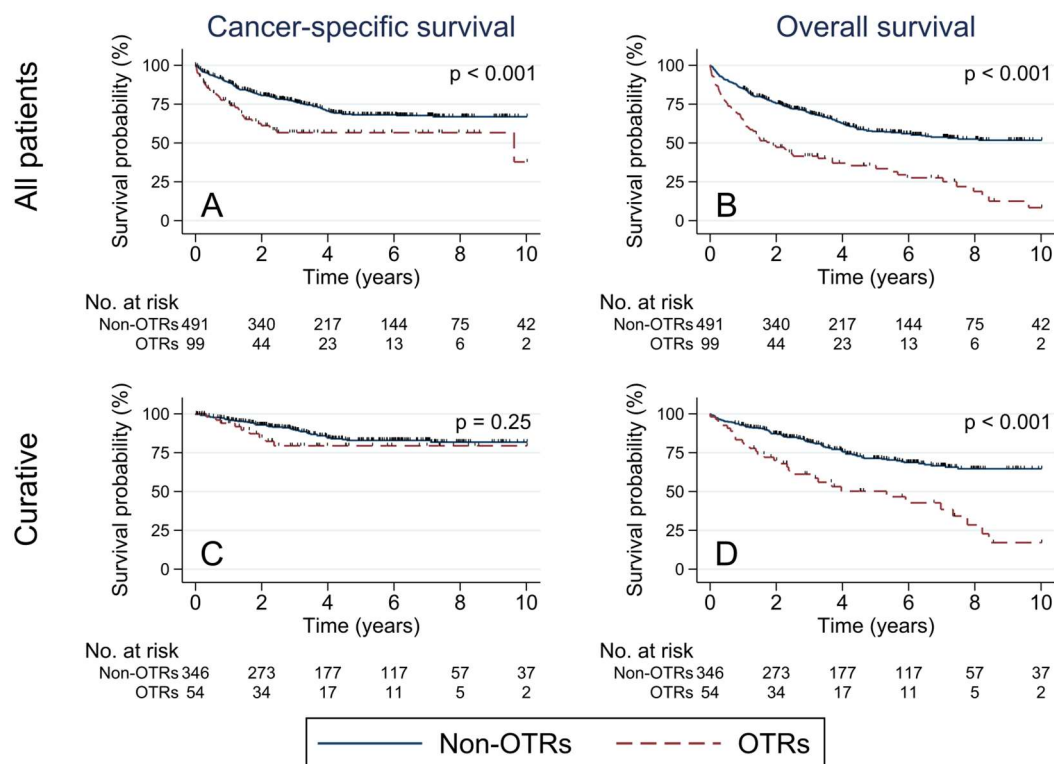 Cancer-specific survival
Overall survival
All patients
Survival probability (%)
100
75
50
25
0
p < 0.001
A
0 2 4 6 8 10
Time (years)
No. at risk
Non-OTRs 491 340 217 144 75 42
OTRs 99 44 23 13 6 2
Survival probability (%)
100
75
50
25
0
p < 0.001
B
0 2 4 6 8 10
Time (years)
No. at risk
Non-OTRs 491 340 217 144 75 42
OTRs 99 44 23 13 6 2
Curative
Survival probability (%)
100
75
50
25
0
p = 0.25
C
0 2 4 6 8 10
Time (years)
No. at risk
Non-OTRs 346 273 177 117 57 37
OTRs 54 34 17 11 5 2
Survival probability (%)
100
75
50
25
0
p < 0.001
D
0 2 4 6 8 10
Time (years)
No. at risk
Non-OTRs 346 273 177 117 57 37
OTRs 54 34 17 11 5 2
Non-OTRs OTRs